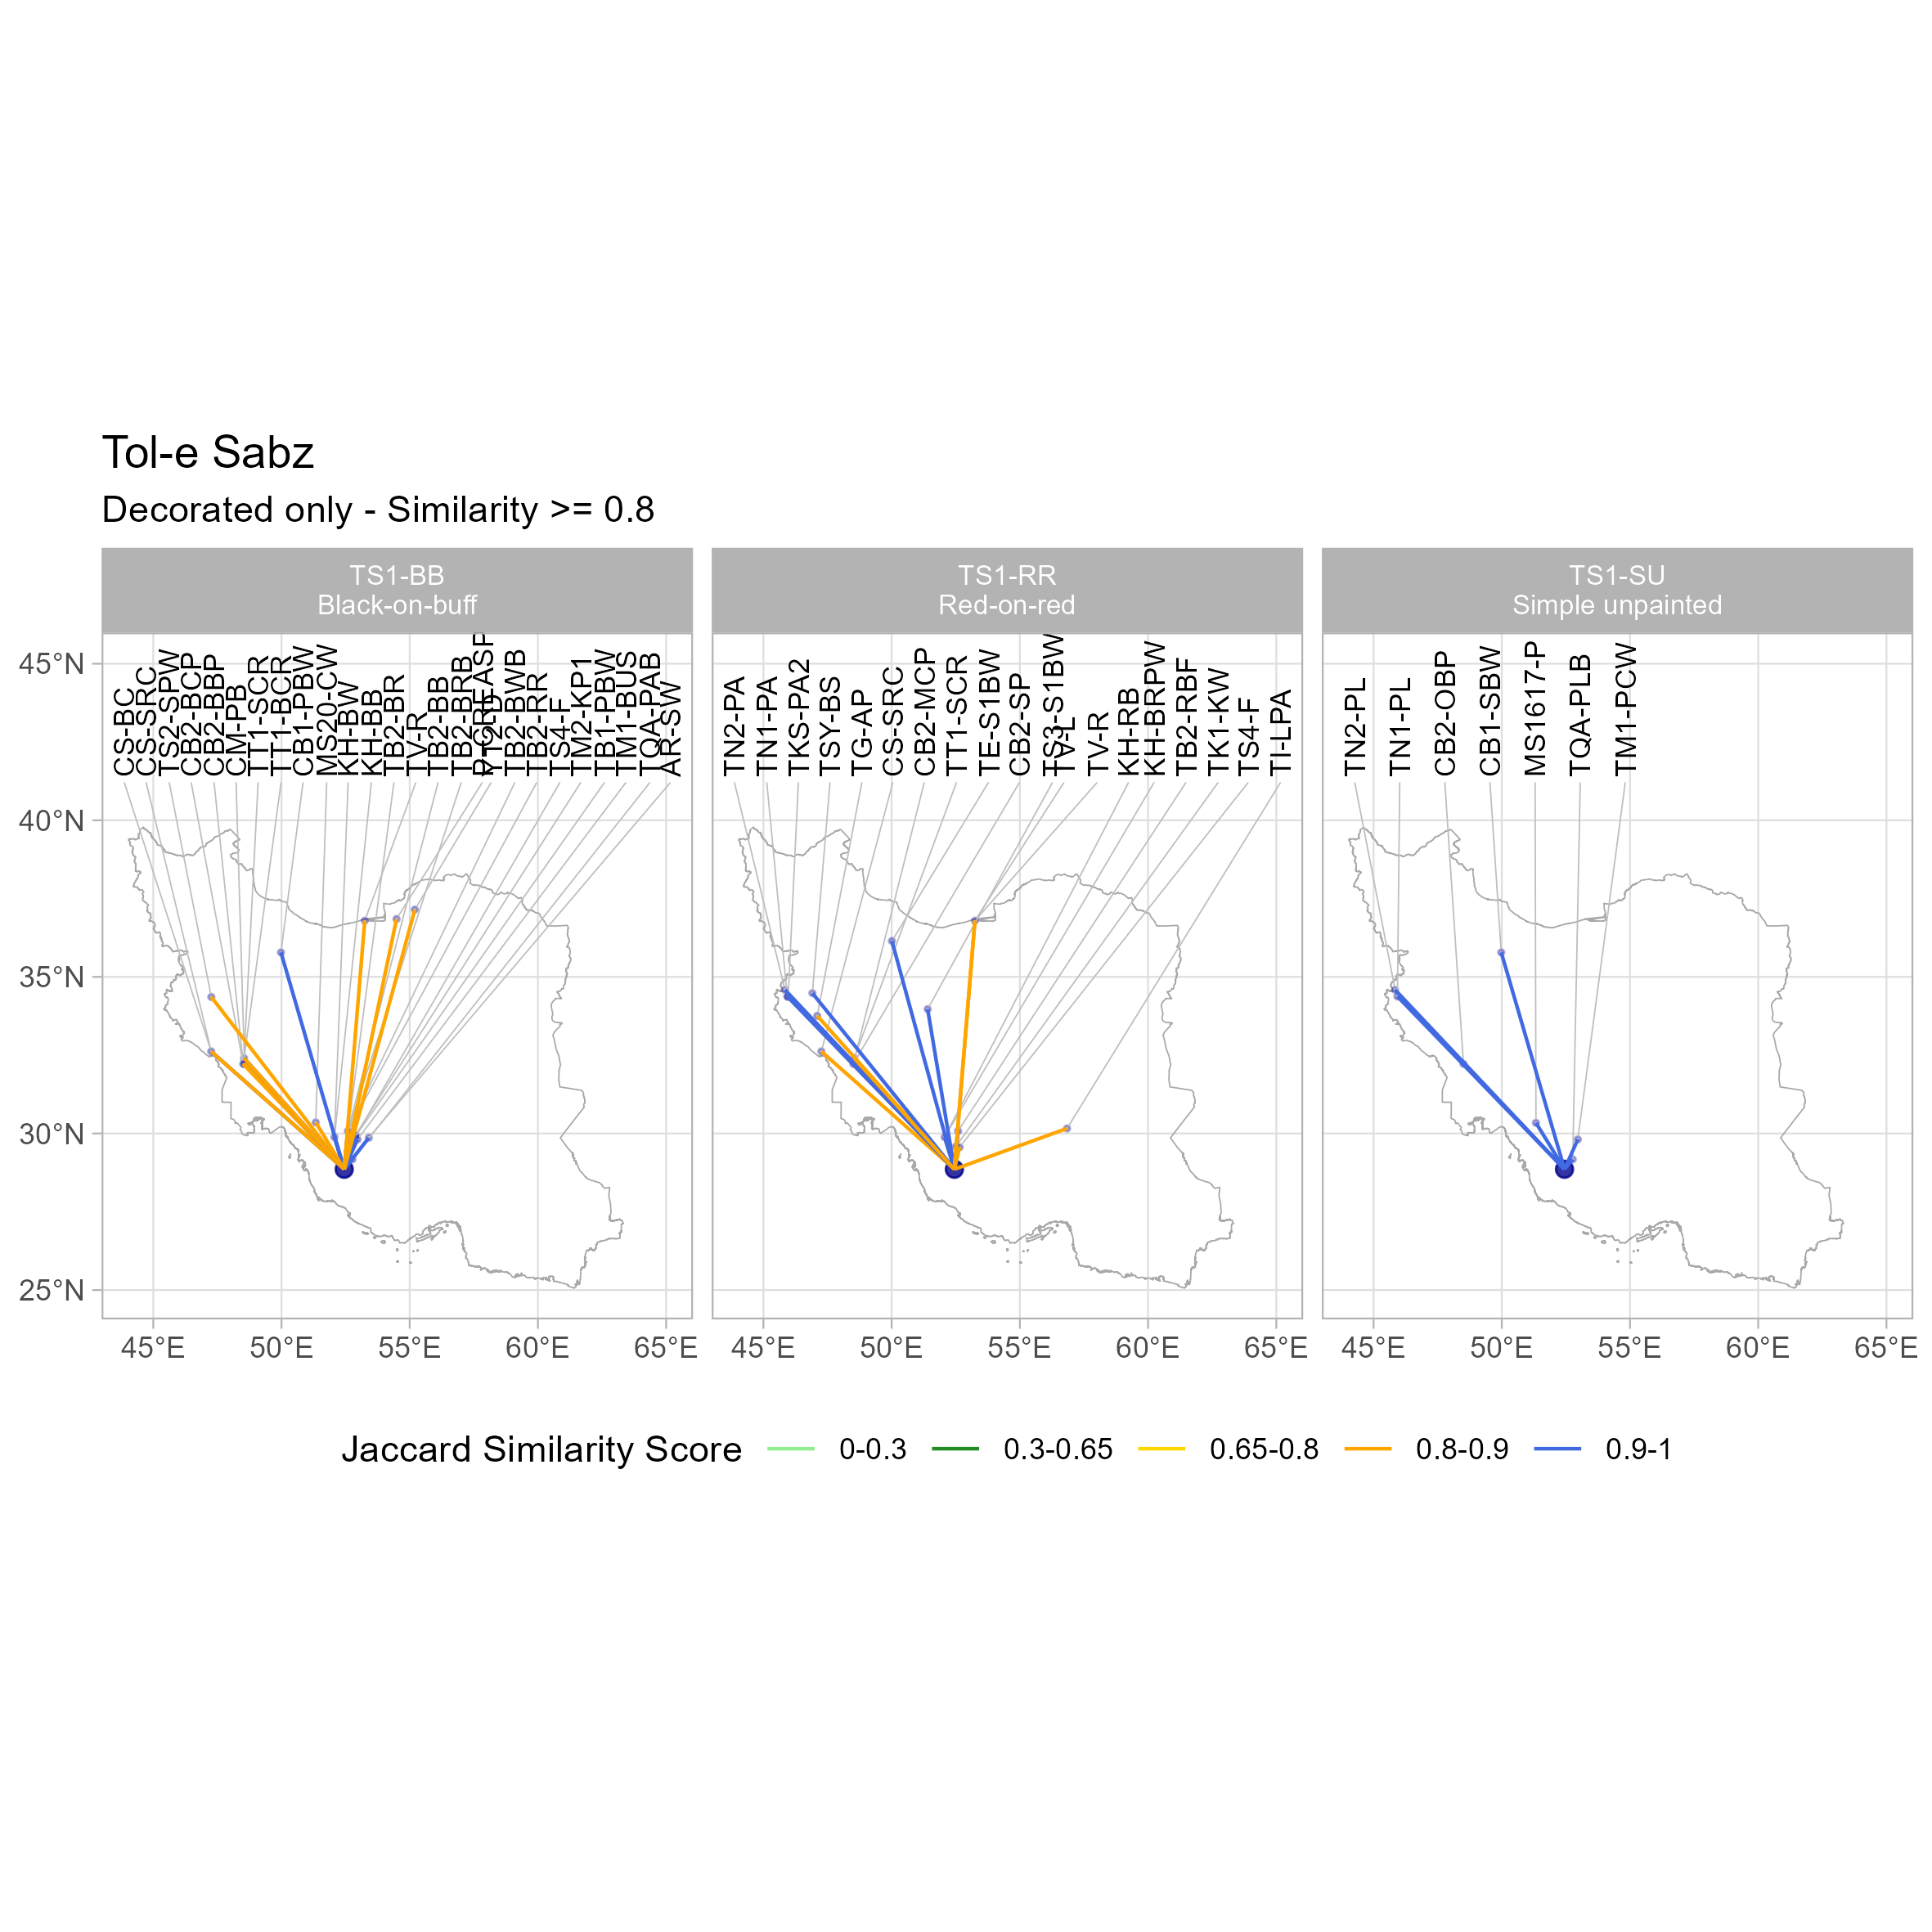 Tol-e Sabz
Decorated only - Similarity >= 0.8
TS1-BB
Black-on-buff
TS1-RR
Red-on-red
TS1-SU
Simple unpainted
CS-BC
CS-SRC
TS2-SPW
CB2-BCP
CB2-BBP
CM-PB
TT1-SCR
TT1-BCR
CB1-PBW
MS20-CW
KH-BW
KH-BB
TB2-BR
TV-R
TB2-BB
TB2-BRB
TB2-BWB
TB2-RR
TS4-F
TM2-KP1
TB1-PBW
TM1-BUS
TQA-PAB
AR-SW
TN2-PA
TN1-PA
TKS-PA2
TSY-BS
TG-AP
CS-SRC
CB2-MCP
TT1-SCR
TE-S1BW
CB2-SP
TS3-S1BW
TV-L
TV-R
KH-RB
KH-BRPW
TB2-RBF
TK1-KW
TS4-F
TI-LPA
TN2-PL
TN1-PL
CB2-OBP
CB1-SBW
MS1617-P
TQA-PLB
TM1-PCW
45°N
40°N
35°N
30°N
25°N
45°E 50°E 55°E 60°E 65°E
45°E 50°E 55°E 60°E 65°E
45°E 50°E 55°E 60°E 65°E
Jaccard Similarity Score 0-0.3 0.3-0.65 0.65-0.8 0.8-0.9 0.9-1